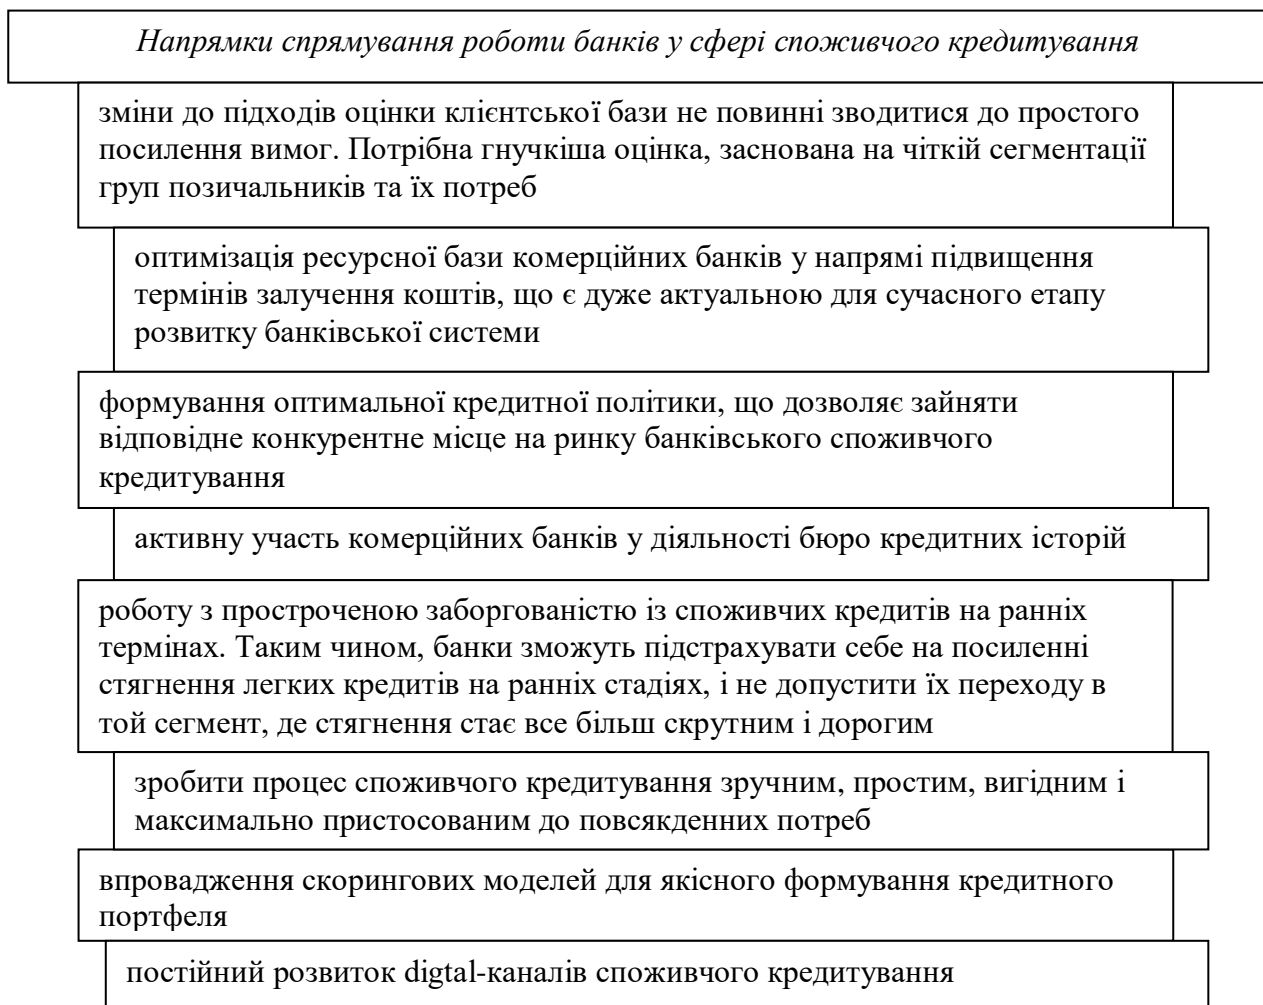 Напрямки спрямування роботи банків у сфері споживчого кредитування
зміни до підходів оцінки клієнтської бази не повинні зводитися до простого
посилення вимог. Потрібна гнучкіша оцінка, заснована на чіткій сегментації
груп позичальників та їх потреб
оптимізація ресурсної бази комерційних банків у напрямі підвищення
термінів залучення коштів, що є дуже актуальною для сучасного етапу
розвитку банківської системи
формування оптимальної кредитної політики, що дозволяє зайняти
відповідне конкурентне місце на ринку банківського споживчого
кредитування
активну участь комерційних банків у діяльності бюро кредитних історій
роботу з простроченою заборгованістю із споживчих кредитів на ранніх
термінах. Таким чином, банки зможуть підстрахувати себе на посиленні
стягнення легких кредитів на ранніх стадіях, і не допустити їх переходу в
той сегмент, де стягнення стає все більш скрутним і дорогим
зробити процес споживчого кредитування зручним, простим, вигідним і
максимально пристосованим до повсякденних потреб
впровадження скорингових моделей для якісного формування кредитного
портфеля
постійний розвиток digtal-каналів споживчого кредитування